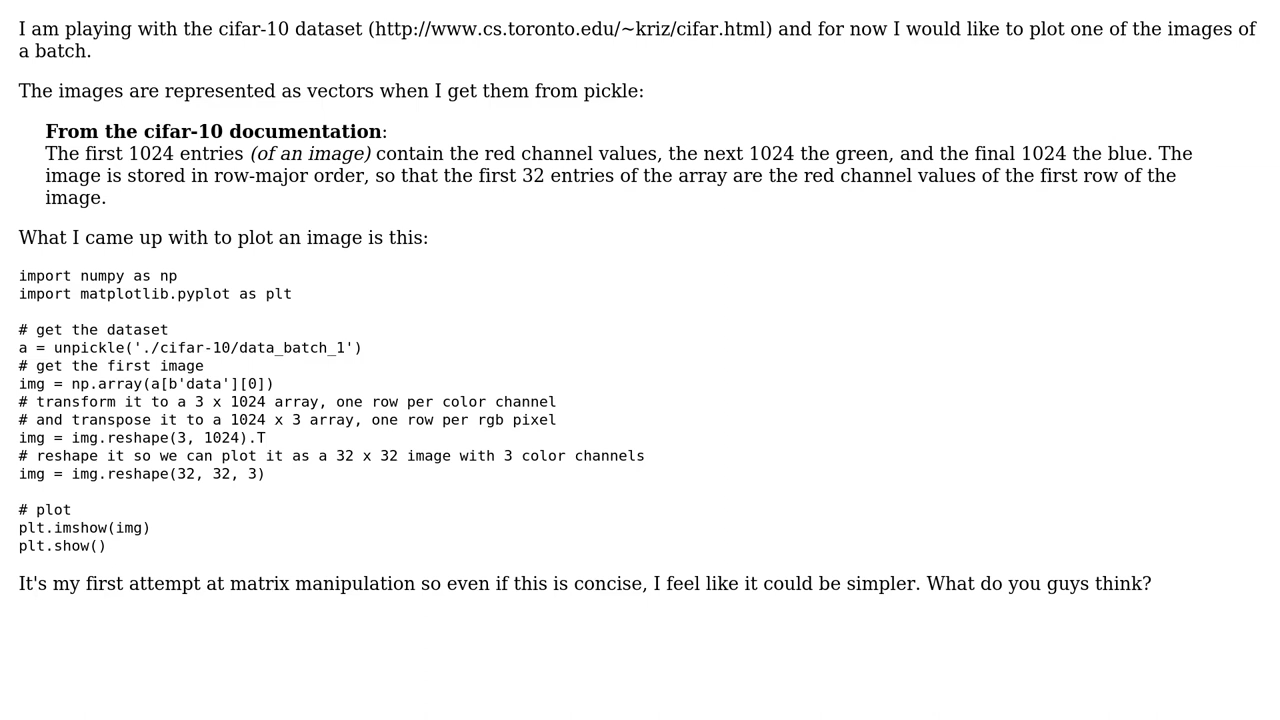 I am playing with the cifar-10 dataset (http://www.cs.toronto.edu/~kriz/cifar.html) and for now I would like to plot one of the images of
a batch.
The images are represented as vectors when I get them from pickle:
From the cifar-10 documentation:
The first 1024 entries (of an image) contain the red channel values, the next 1024 the green, and the final 1024 the blue. The
image is stored in row-major order, so that the first 32 entries of the array are the red channel values of the first row of the
image.
What I came up with to plot an image is this:
import numpy as np
import matplotlib.pyplot as plt
# get the dataset
a = unpickle('./cifar-10/data_batch_1')
# get the first image
img = np.array(a[b'data'][0])
# transform it to a 3 x 1024 array, one row per color channel
# and transpose it to a 1024 x 3 array, one row per rgb pixel
img = img.reshape(3, 1024).T
# reshape it so we can plot it as a 32 x 32 image with 3 color channels
img = img.reshape(32, 32, 3)
# plot
plt.imshow(img)
plt.show()
It's my first attempt at matrix manipulation so even if this is concise, I feel like it could be simpler. What do you guys think?